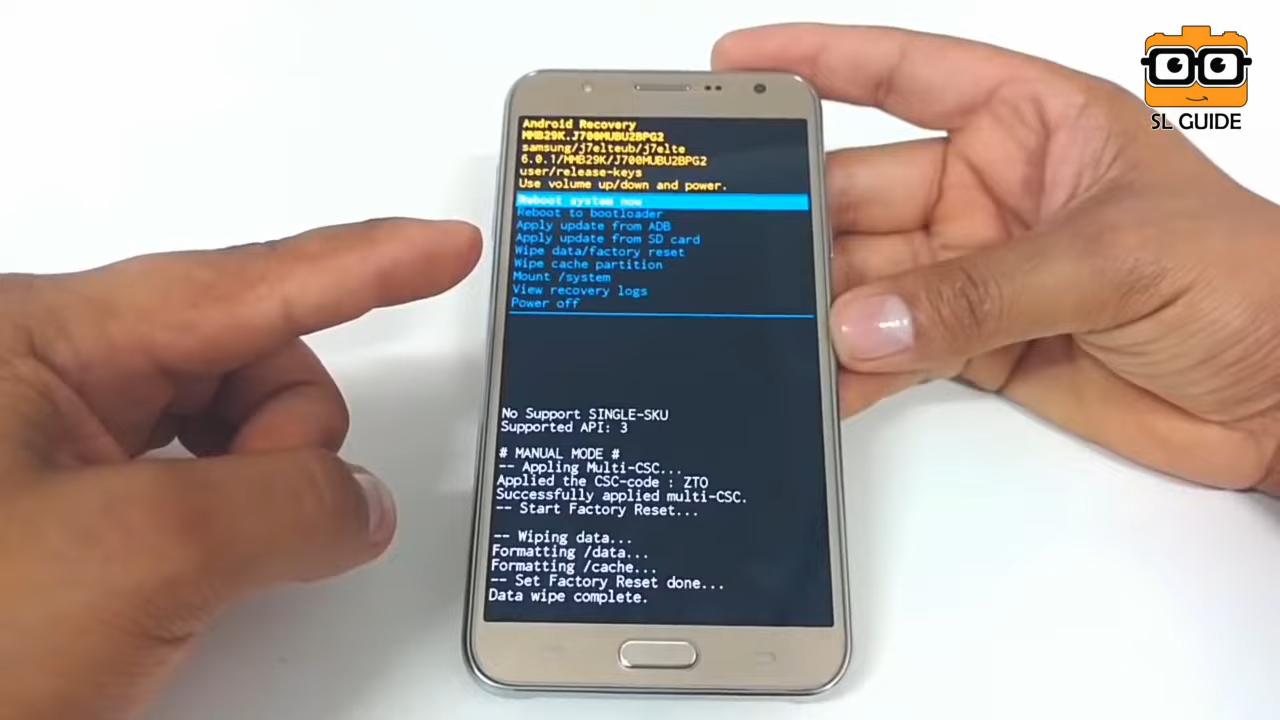 SL GUIDE
Android Recovery
MMB29K.J700MUBU2BPG2
samsung/j7elteub/j7elte
6.0.1/MMB29K/J700MUBU2BPG2
user/release-keys
Use volume up/down and power.
Reboot system now
Reboot to bootloader
Apply update from ADB
Apply update from SD card
Wipe data/factory reset
Wipe cache partition
Mount /system
View recovery logs
Power off
No Support SINGLE-SKU
Supported API: 3
# MANUAL MODE #
-- Appling Multi-CSC...
Applied the CSC-code : ZTO
Successfully applied multi-CSC.
-- Start Factory Reset...
-- Wiping data...
Formatting /data...
Formatting /cache...
-- Set Factory Reset done...
Data wipe complete.